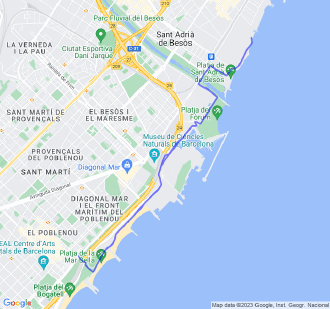 Parc Fluvial del Besòs
Sant Adrià
de Besòs
LA VERNEDA
I LA PAU
Ciutat Esportiva
Dani Jarque
Platja de
Sant Adrià
de Besòs
Platja del
Fòrum
SANT MARTÍ DE
PROVENÇALS
EL BESÒS I
EL MARESME
Museu de Ciències
Naturals de Barcelona
PROVENÇALS
DEL POBLENOU
Diagonal Mar
SANT MARTÍ
Avinguda Diagonal
DIAGONAL MAR
I EL FRONT
MARÍTIM DEL
POBLENOU
EL POBLENOU
EAL Centre d'Arts
tals de Barcelona
Platja de la
Mar Bella
Platja del
Bogatell
Google
Map data ©2023 Google, Inst. Geogr. Nacional